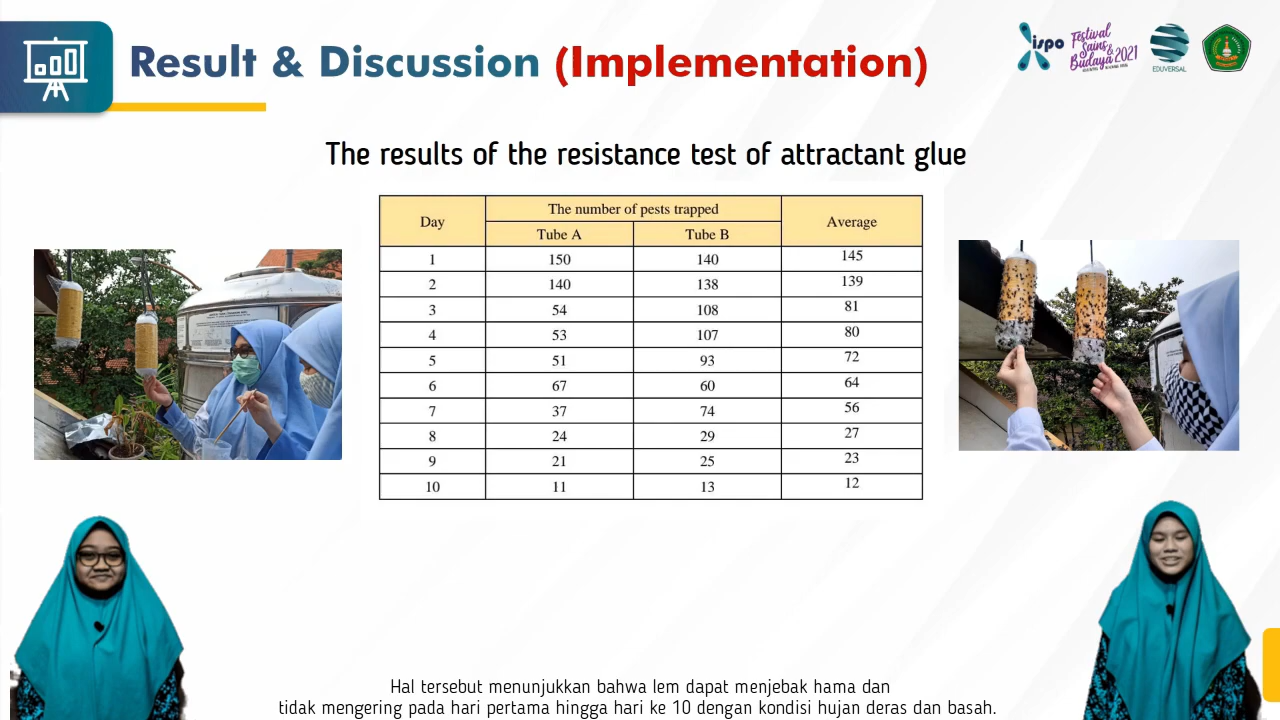 Result & Discussion (Implementation)
ispo
Festival
Sains &
Budaya 2021
EDUVERSAL
The results of the resistance test of attractant glue
Day The number of pests trapped Average
Tube A Tube B
1 150 140 145
2 140 138 139
3 54 108 81
4 53 107 80
5 51 93 72
6 67 60 64
7 37 74 56
8 24 29 27
9 21 25 23
10 11 13 12
Hal tersebut menunjukkan bahwa lem dapat menjebak hama dan
tidak mengering pada hari pertama hingga hari ke 10 dengan kondisi hujan deras dan basah.